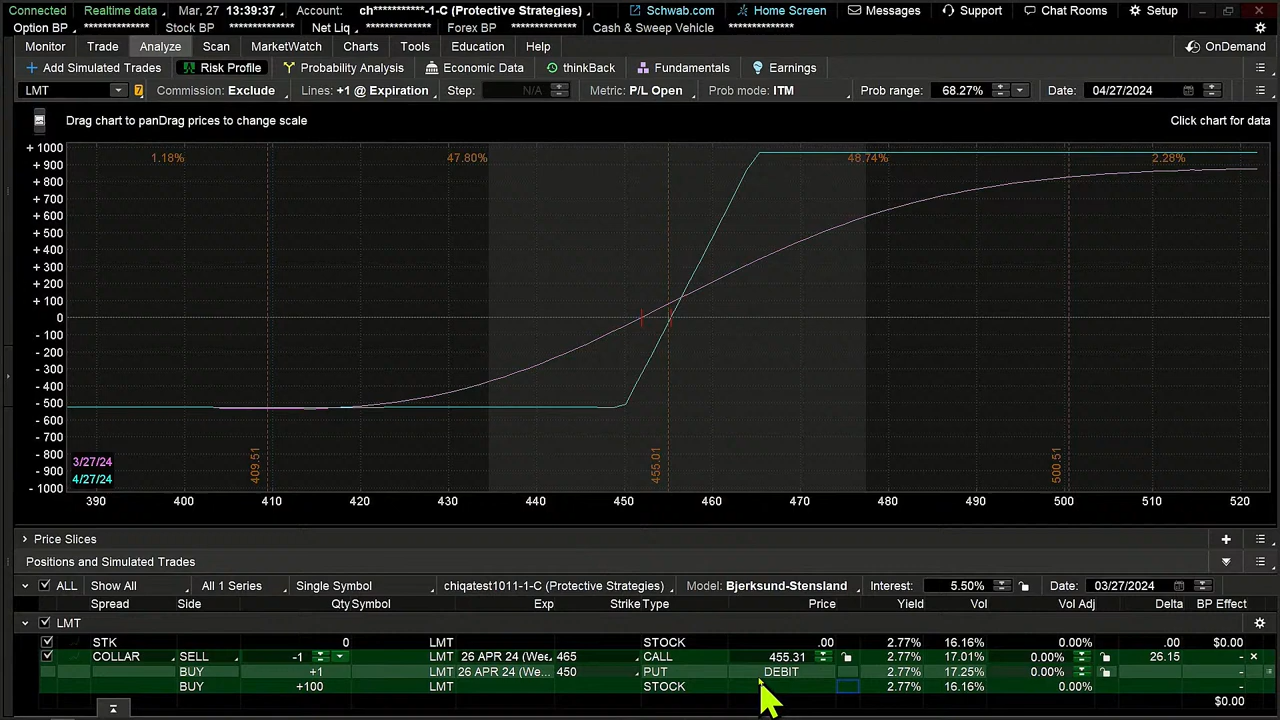 Connected Realtime data Mar, 27 13:39:37 Account: ch***********-1-C (Protective Strategies) Schwab.com Home Screen Messages Support Chat Rooms Setup
Option BP Stock BP Net Liq Forex BP Cash & Sweep Vehicle
Monitor Trade Analyze Scan MarketWatch Charts Tools Education Help OnDemand
Add Simulated Trades Risk Profile Probability Analysis Economic Data thinkBack Fundamentals Earnings
LMT 7 Commission: Exclude Lines: +1 @ Expiration Step: N/A Metric: P/L Open Prob mode: ITM Prob range: 68.27% Date: 04/27/2024
Drag chart to panDrag prices to change scale Click chart for data
+ 1000
1.18% 47.80% 48.74% 2.28%
+ 900
+ 800
+ 700
+ 600
+ 500
+ 400
+ 300
+ 200
+ 100
0
- 100
- 200
- 300
- 400
- 500
- 600
- 700
- 800
- 900
- 1000
409.51 455.01 500.51
3/27/24
4/27/24
390 400 410 420 430 440 450 460 470 480 490 500 510 520
Price Slices
Positions and Simulated Trades
ALL Show All All 1 Series Single Symbol chiqatest1011-1-C (Protective Strategies) Model: Bjerksund-Stensland Interest: 5.50% Date: 03/27/2024
Spread Side Qty Symbol Exp Strike Type Price Yield Vol Vol Adj Delta BP Effect
LMT
STK 0 LMT STOCK .00 2.77% 16.16% 0.00% - $0.00
COLLAR SELL -1 LMT 26 APR 24 (Wee... 465 CALL 455.31 2.77% 17.01% 0.00% 26.15 -
BUY +1 LMT 26 APR 24 (We... 450 PUT DEBIT 2.77% 17.25% 0.00% -
BUY +100 LMT STOCK 2.77% 16.16% 0.00% -
$0.00